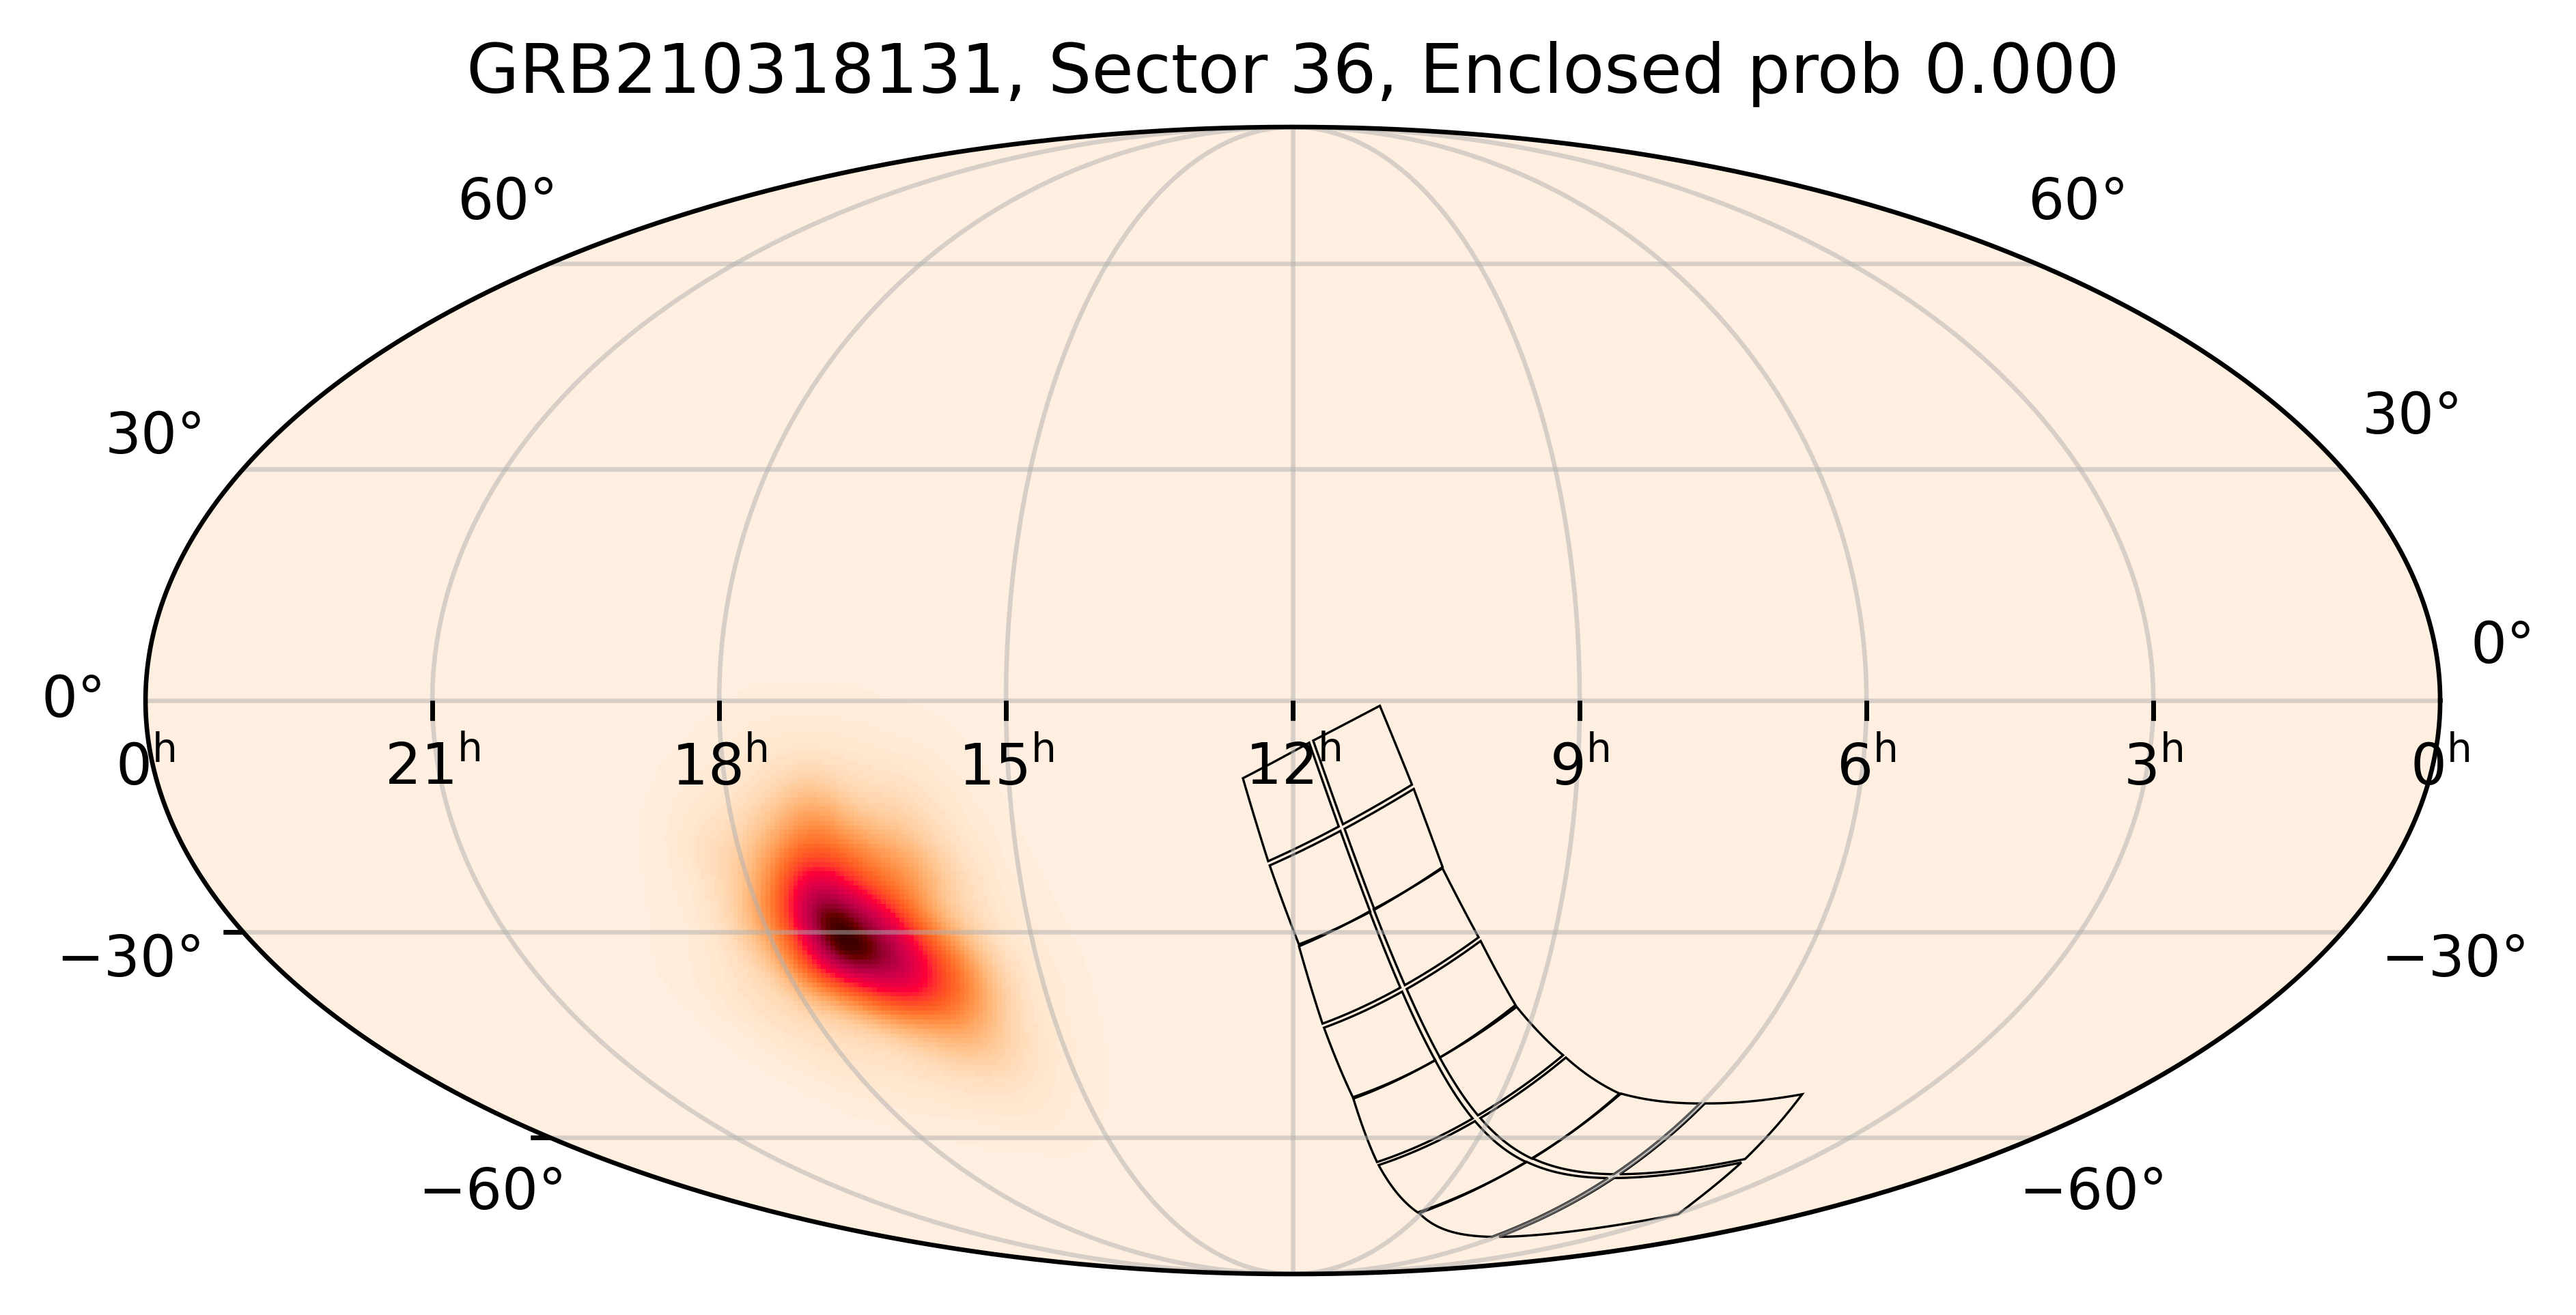 GRB210318131, Sector 36, Enclosed prob 0.000
60° 60°
30° 30°
0° 0°
0ʰ 21ʰ 18ʰ 15ʰ 12ʰ 9ʰ 6ʰ 3ʰ 0ʰ
−30° −30°
−60° −60°